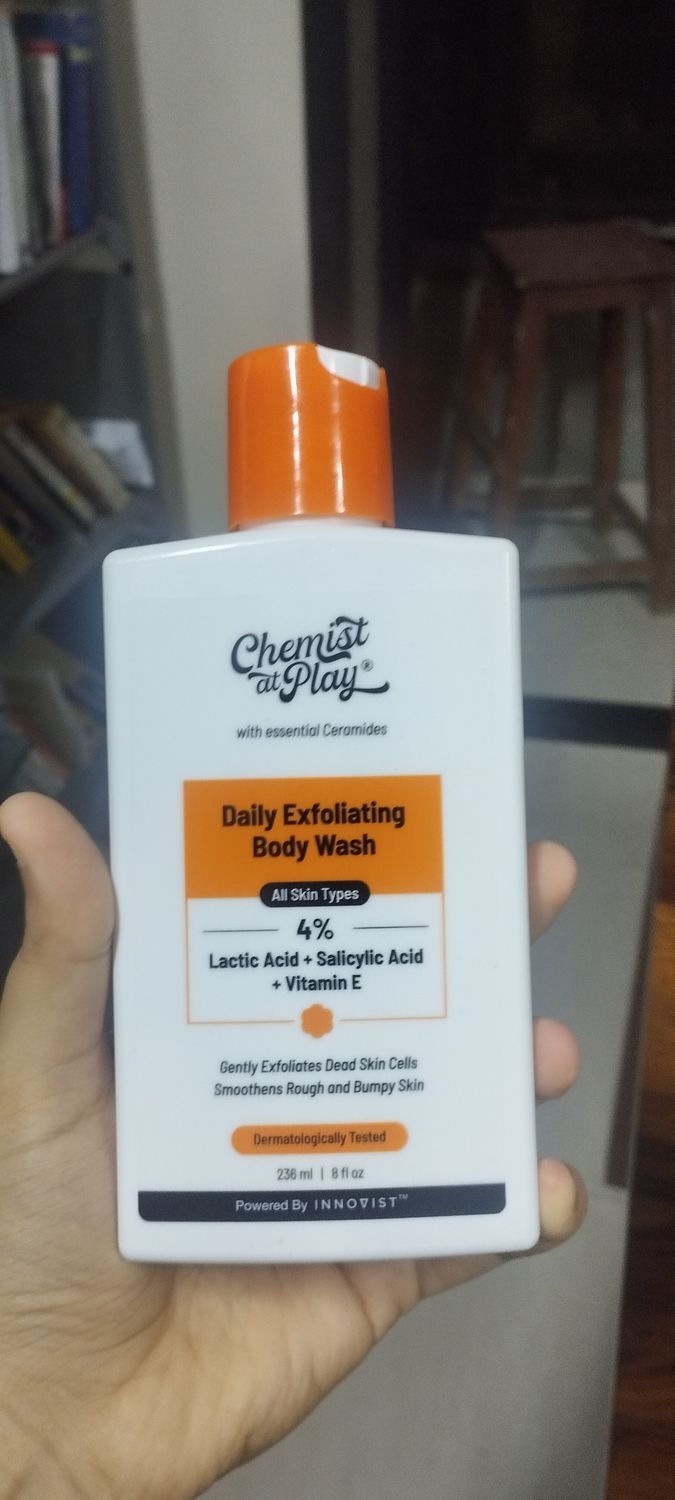 Chemist
at Play®
with essential Ceramides
Daily Exfoliating
Body Wash
All Skin Types
4%
Lactic Acid + Salicylic Acid
+ Vitamin E
Gently Exfoliates Dead Skin Cells
Smoothens Rough and Bumpy Skin
Dermatologically Tested
236 ml | 8 fl oz
Powered By INNOVIST™